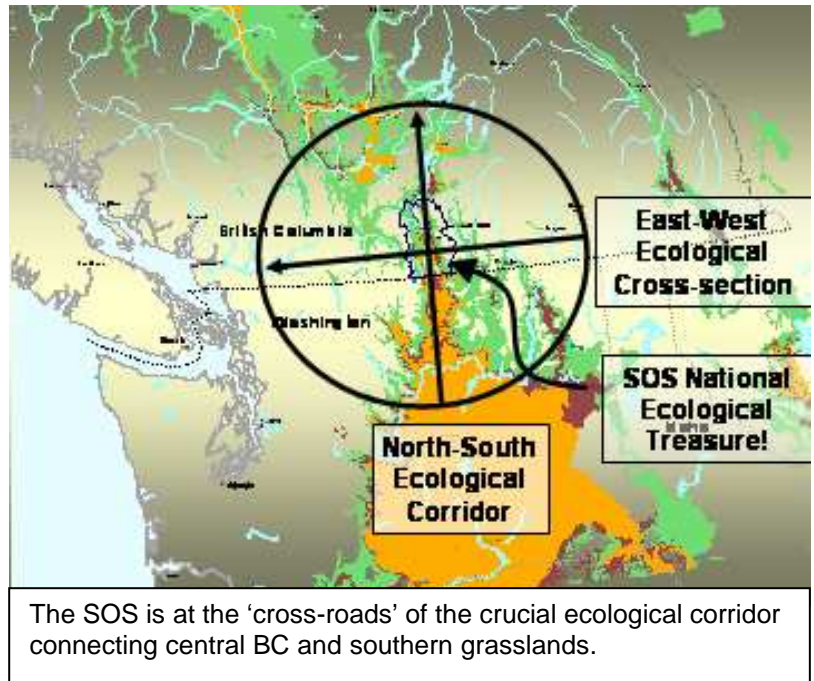 British Columbia
Washington
East-West
Ecological
Cross-section
SOS National
Ecological
Treasure!
North-South
Ecological
Corridor
The SOS is at the ‘cross-roads’ of the crucial ecological corridor
connecting central BC and southern grasslands.